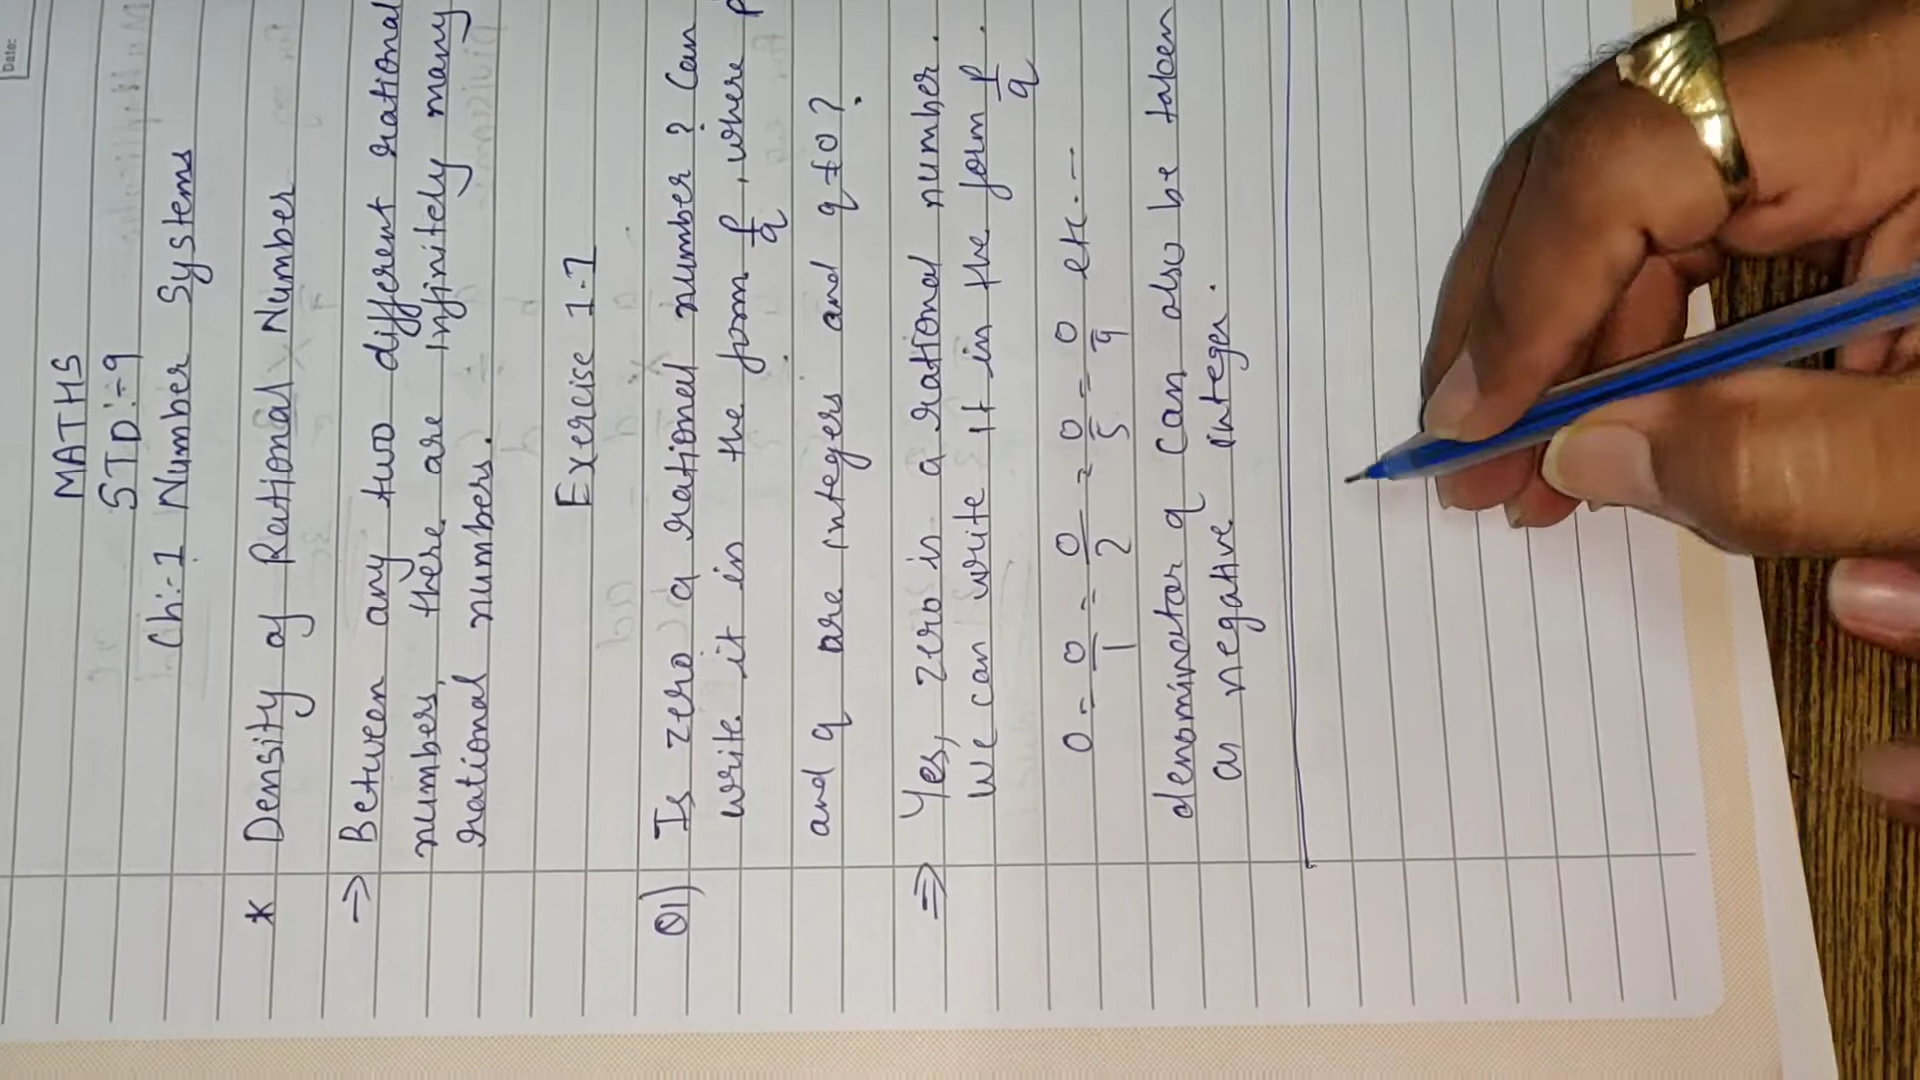 Date:
MATHS
STD:-9
Ch:-1 Number Systems
* Density of Rational Number
⇒ Between any two different rational
numbers, there are infinitely many
rational numbers.
Exercise 1.1
Q1) Is zero a rational number? Can
write it in the form p/q, where p
and q are integers and q≠0?
⇒ Yes, zero is a rational number.
We can write it in the form p/q.
0 = 0/1 = 0/2 = 0/5 = 0/9 etc...
denominator q can also be taken
as negative integer.